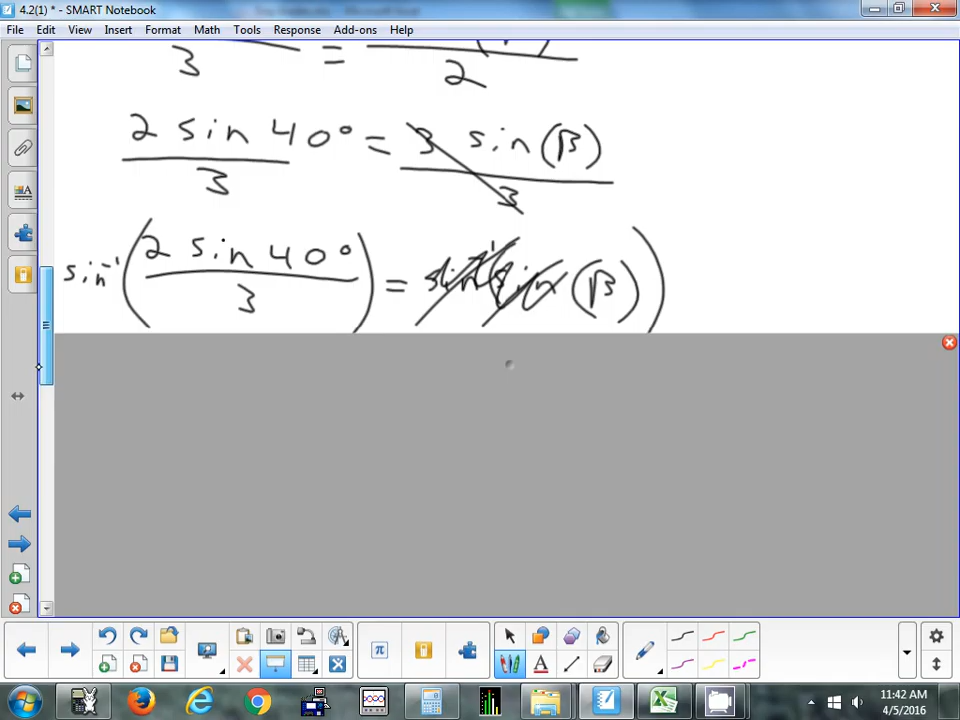 4.2(1) * - SMART Notebook
File Edit View Insert Format Math Tools Response Add-ons Help
3 = 2
2 sin 40° = 3 sin(β)
3 3
sin⁻¹(2 sin 40°) = sin⁻¹(sin(β))
3
π
A
11:42 AM
4/5/2016